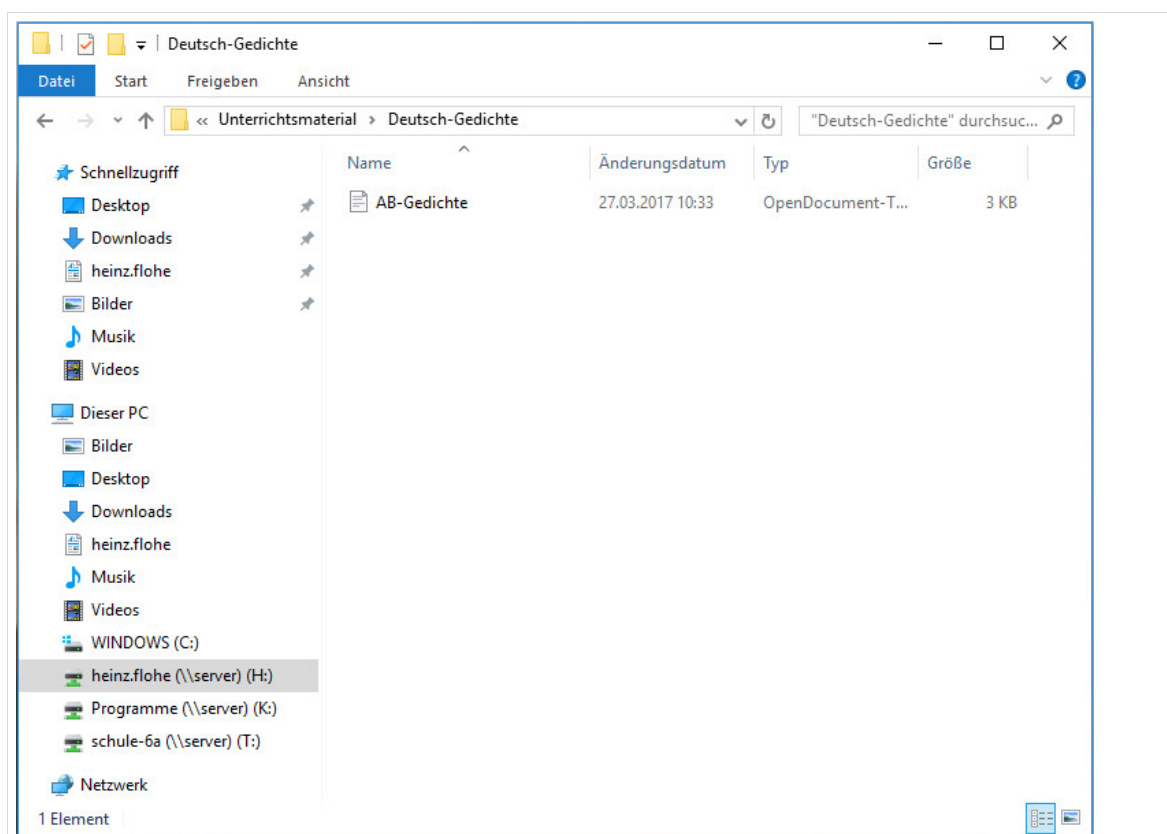 Deutsch-Gedichte
Datei Start Freigeben Ansicht
« Unterrichtsmaterial › Deutsch-Gedichte
"Deutsch-Gedichte" durchsuc...
Name Änderungsdatum Typ Größe
AB-Gedichte 27.03.2017 10:33 OpenDocument-T... 3 KB
Schnellzugriff
Desktop
Downloads
heinz.flohe
Bilder
Musik
Videos
Dieser PC
Bilder
Desktop
Downloads
heinz.flohe
Musik
Videos
WINDOWS (C:)
heinz.flohe (\\server) (H:)
Programme (\\server) (K:)
schule-6a (\\server) (T:)
Netzwerk
1 Element